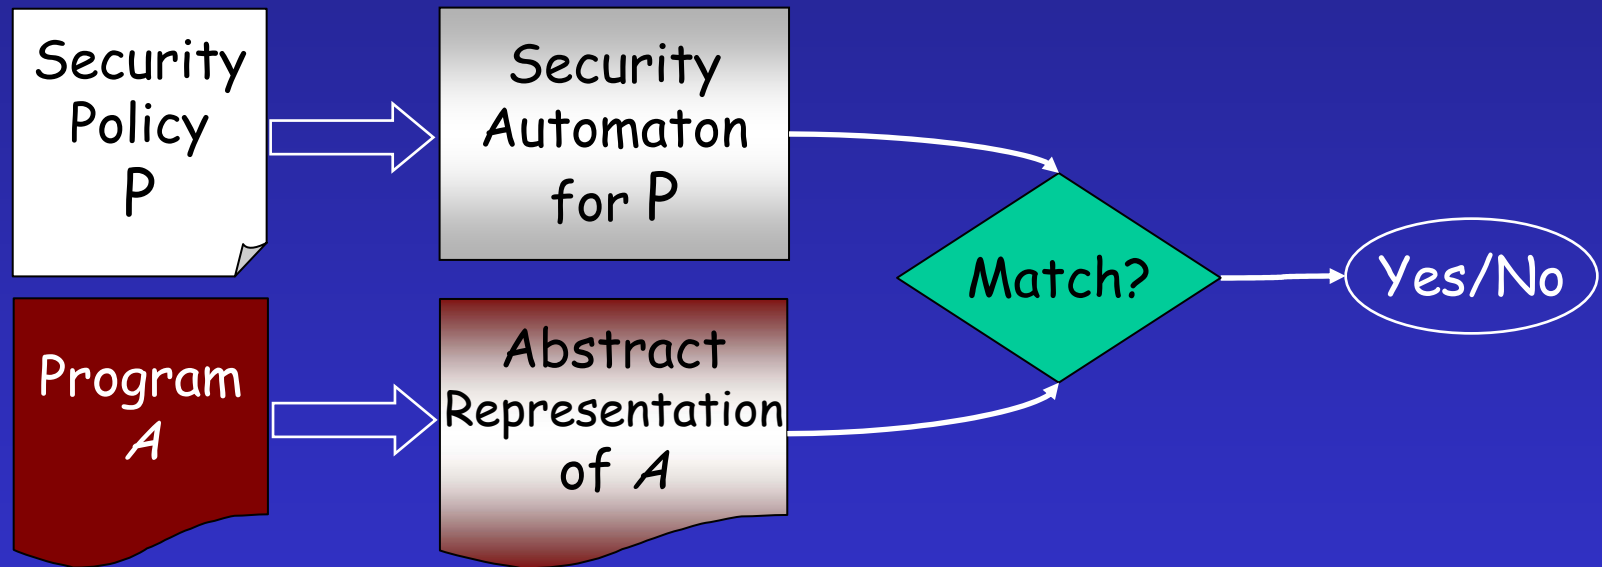 Security
Policy
P
Security
Automaton
for P
Match?
Yes/No
Program
A
Abstract
Representation
of A